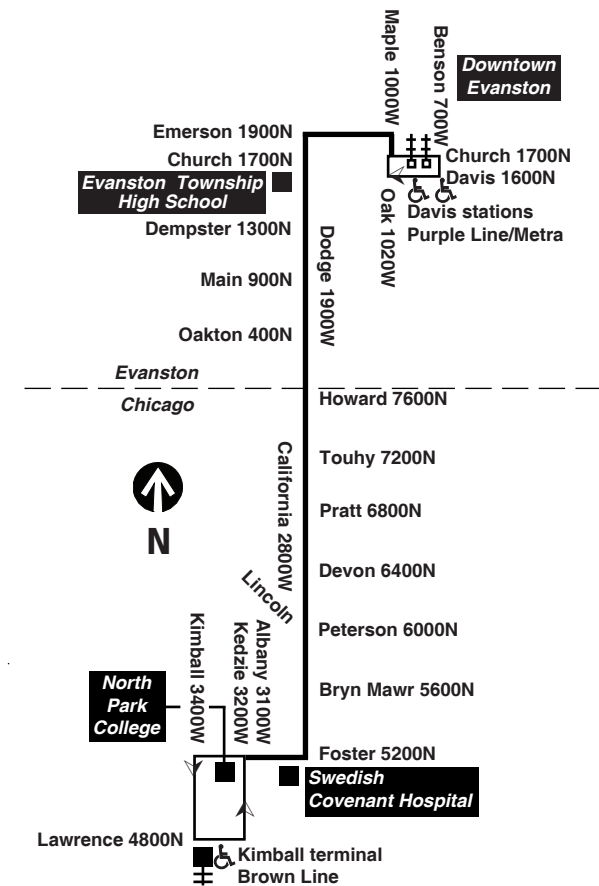 Maple 1000W
Benson 700W
Downtown
Evanston
Emerson 1900N
Church 1700N
Church 1700N
Davis 1600N
Evanston Township
High School
Oak 1020W
Davis stations
Purple Line/Metra
Dempster 1300N
Dodge 1900W
Main 900N
Oakton 400N
Evanston
Chicago
Howard 7600N
California 2800W
Touhy 7200N
N
Pratt 6800N
Devon 6400N
Lincoln
Kimball 3400W
Kedzie 3200W
Albany 3100W
Peterson 6000N
North
Park
College
Bryn Mawr 5600N
Foster 5200N
Swedish
Covenant Hospital
Lawrence 4800N
Kimball terminal
Brown Line